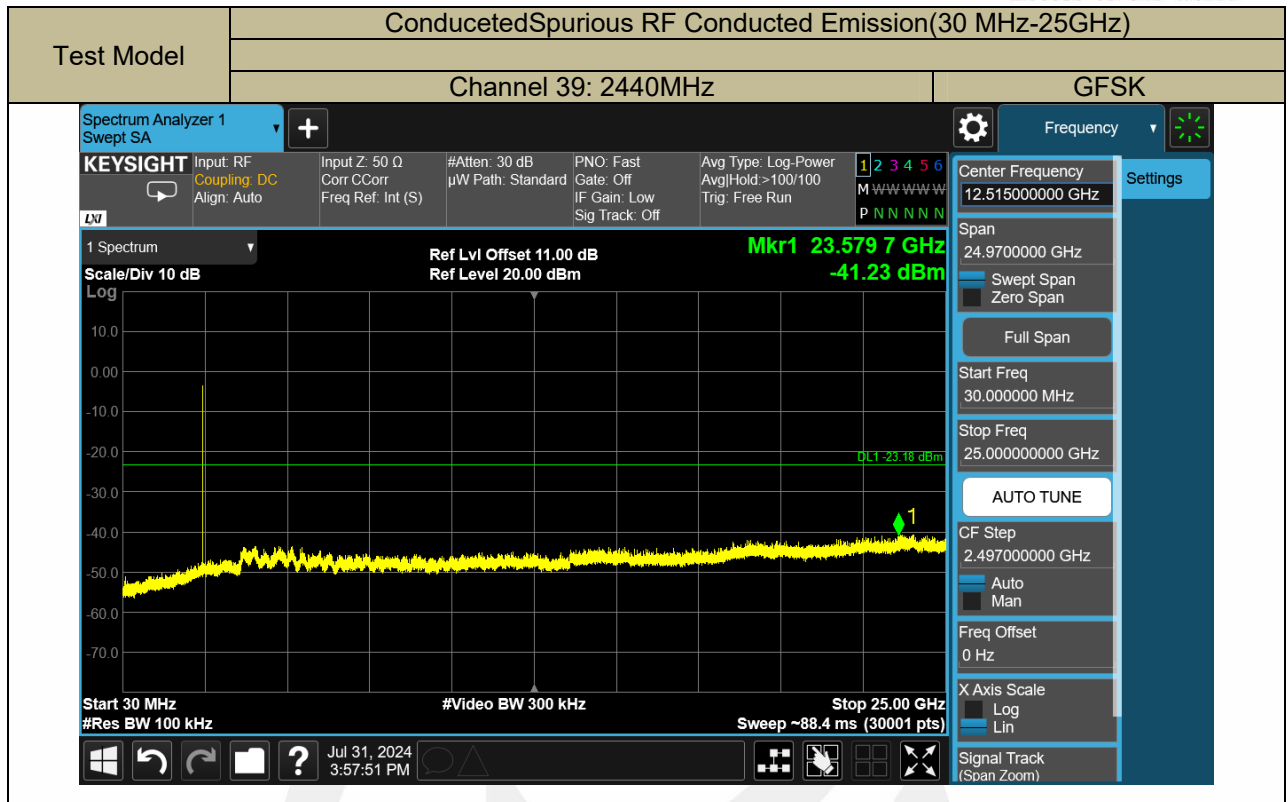 ConducetedSpurious RF Conducted Emission(30 MHz-25GHz)
Test Model
Channel 39: 2440MHz
GFSK
Spectrum Analyzer 1
Swept SA
+
Frequency
KEYSIGHT
Input: RF
Coupling: DC
Align: Auto
Input Z: 50 Ω
Corr CCorr
Freq Ref: Int (S)
#Atten: 30 dB
µW Path: Standard
PNO: Fast
Gate: Off
IF Gain: Low
Sig Track: Off
Avg Type: Log-Power
Avg|Hold:>100/100
Trig: Free Run
1 2 3 4 5 6
M W W W W W
P N N N N N
LXI
Center Frequency
12.515000000 GHz
Settings
Span
24.9700000 GHz
Swept Span
Zero Span
Full Span
Start Freq
30.000000 MHz
Stop Freq
25.000000000 GHz
AUTO TUNE
CF Step
2.497000000 GHz
Auto
Man
Freq Offset
0 Hz
X Axis Scale
Log
Lin
Signal Track
(Span Zoom)
1 Spectrum
Scale/Div 10 dB
Log
Ref Lvl Offset 11.00 dB
Ref Level 20.00 dBm
Mkr1 23.579 7 GHz
-41.23 dBm
10.0
0.00
-10.0
-20.0
DL1 -23.18 dBm
-30.0
1
-40.0
-50.0
-60.0
-70.0
Start 30 MHz
#Video BW 300 kHz
Stop 25.00 GHz
#Res BW 100 kHz
Sweep ~88.4 ms (30001 pts)
?
Jul 31, 2024
3:57:51 PM